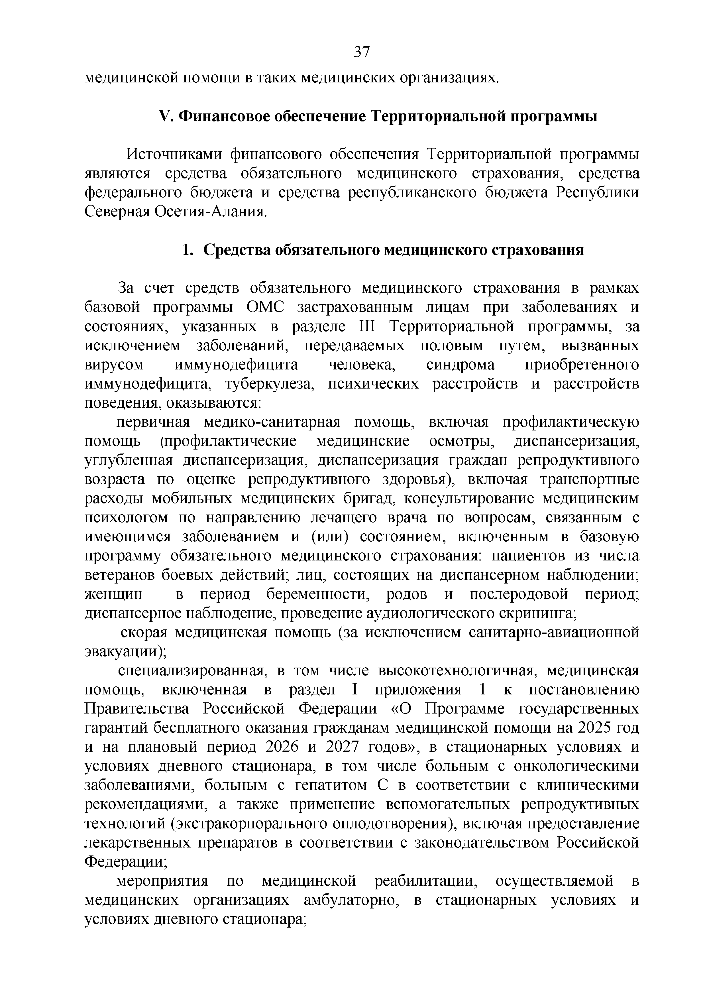 37
медицинской помощи в таких медицинских организациях.
V. Финансовое обеспечение Территориальной программы
Источниками финансового обеспечения Территориальной программы
являются средства обязательного медицинского страхования, средства
федерального бюджета и средства республиканского бюджета Республики
Северная Осетия-Алания.
1. Средства обязательного медицинского страхования
За счет средств обязательного медицинского страхования в рамках
базовой программы ОМС застрахованным лицам при заболеваниях и
состояниях, указанных в разделе III Территориальной программы, за
исключением заболеваний, передаваемых половым путем, вызванных
вирусом иммунодефицита человека, синдрома приобретенного
иммунодефицита, туберкулеза, психических расстройств и расстройств
поведения, оказываются:
первичная медико-санитарная помощь, включая профилактическую
помощь (профилактические медицинские осмотры, диспансеризация,
углубленная диспансеризация, диспансеризация граждан репродуктивного
возраста по оценке репродуктивного здоровья), включая транспортные
расходы мобильных медицинских бригад, консультирование медицинским
психологом по направлению лечащего врача по вопросам, связанным с
имеющимся заболеванием и (или) состоянием, включенным в базовую
программу обязательного медицинского страхования: пациентов из числа
ветеранов боевых действий; лиц, состоящих на диспансерном наблюдении;
женщин в период беременности, родов и послеродовой период;
диспансерное наблюдение, проведение аудиологического скрининга;
скорая медицинская помощь (за исключением санитарно-авиационной
эвакуации);
специализированная, в том числе высокотехнологичная, медицинская
помощь, включенная в раздел I приложения 1 к постановлению
Правительства Российской Федерации «О Программе государственных
гарантий бесплатного оказания гражданам медицинской помощи на 2025 год
и на плановый период 2026 и 2027 годов», в стационарных условиях и
условиях дневного стационара, в том числе больным с онкологическими
заболеваниями, больным с гепатитом С в соответствии с клиническими
рекомендациями, а также применение вспомогательных репродуктивных
технологий (экстракорпорального оплодотворения), включая предоставление
лекарственных препаратов в соответствии с законодательством Российской
Федерации;
мероприятия по медицинской реабилитации, осуществляемой в
медицинских организациях амбулаторно, в стационарных условиях и
условиях дневного стационара;